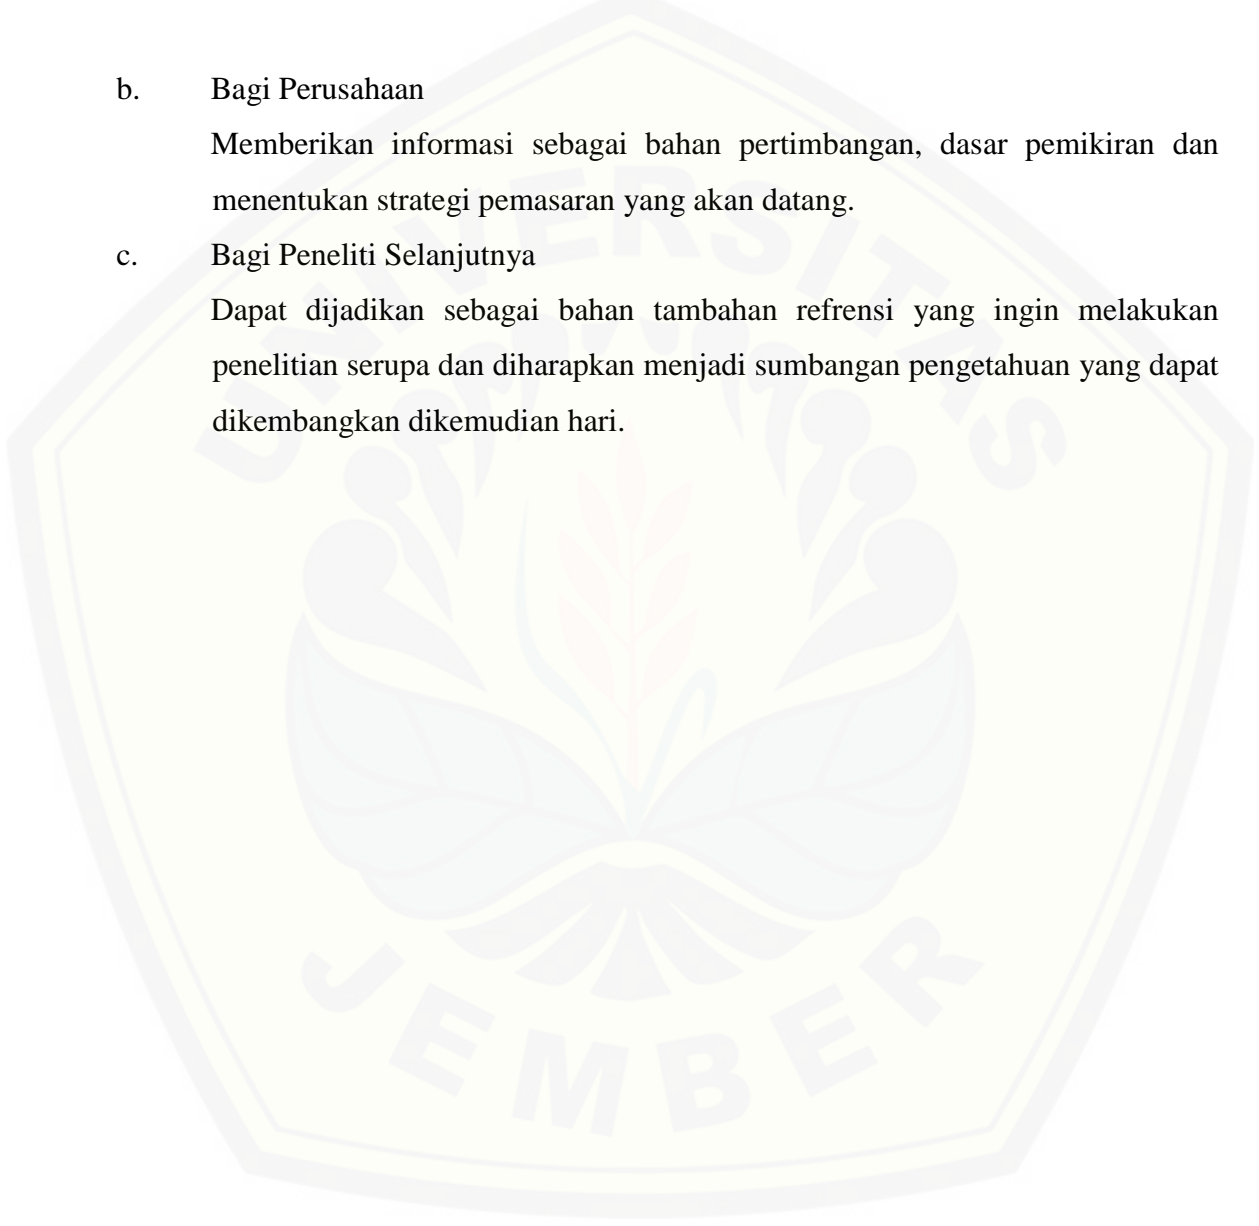 b. Bagi Perusahaan
Memberikan informasi sebagai bahan pertimbangan, dasar pemikiran dan
menentukan strategi pemasaran yang akan datang.
c. Bagi Peneliti Selanjutnya
Dapat dijadikan sebagai bahan tambahan refrensi yang ingin melakukan
penelitian serupa dan diharapkan menjadi sumbangan pengetahuan yang dapat
dikembangkan dikemudian hari.
UNIVERSITAS
JEMBER